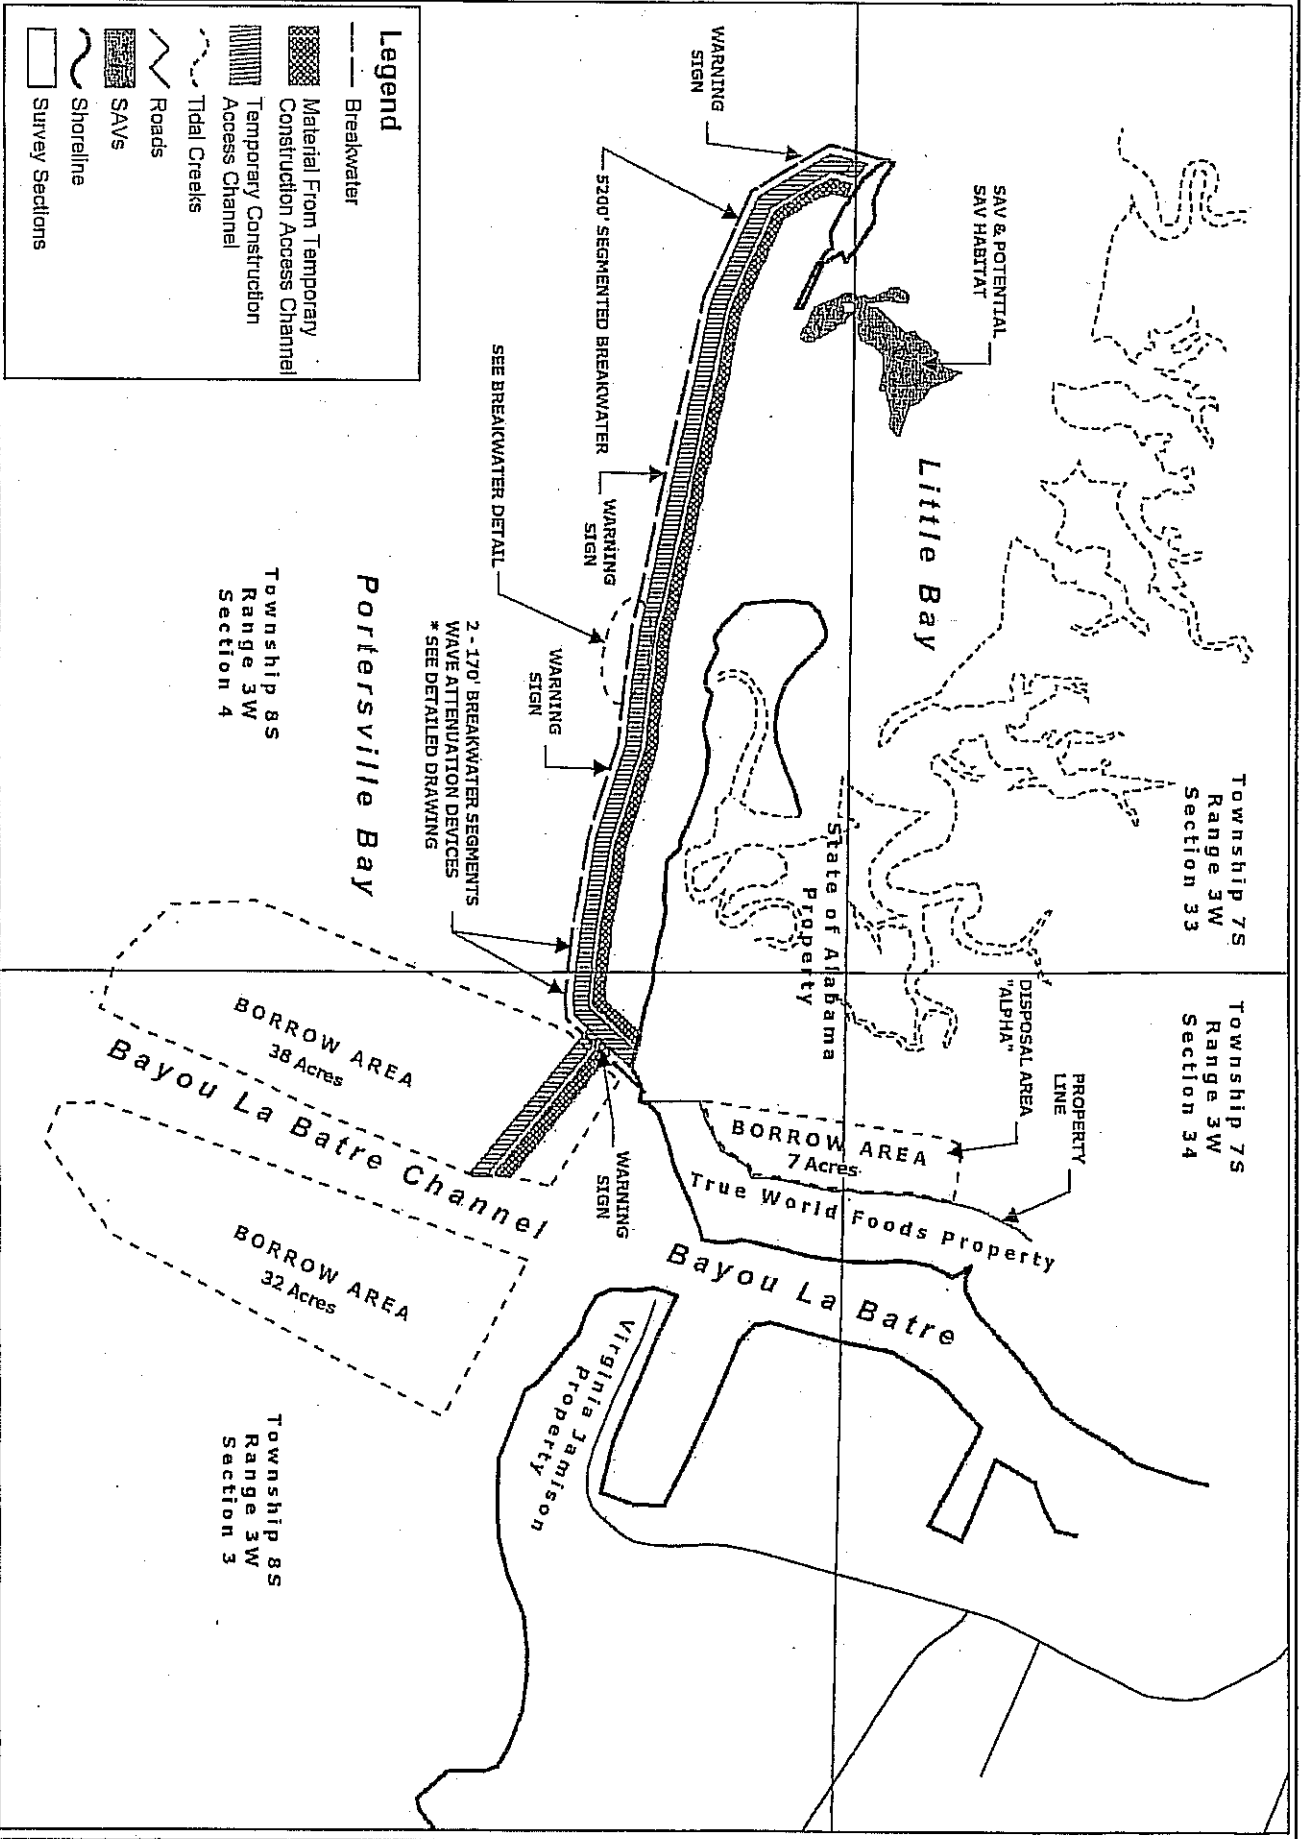 Legend
Breakwater
Material From Temporary
Construction Access Channel
Temporary Construction
Access Channel
Tidal Creeks
Roads
SAVs
Shoreline
Survey Sections
WARNING
SIGN
SAV & POTENTIAL
SAV HABITAT
5200' SEGMENTED BREAKWATER
Little Bay
WARNING
SIGN
SEE BREAKWATER DETAIL
WARNING
SIGN
2 - 170' BREAKWATER SEGMENTS
WAVE ATTENUATION DEVICES
* SEE DETAILED DRAWING
Portersville Bay
Township 8S
Range 3W
Section 4
Township 7S
Range 3W
Section 33
State of Alabama
Property
Township 7S
Range 3W
Section 34
DISPOSAL AREA
"ALPHA"
PROPERTY
LINE
BORROW AREA
7 Acres
True World Foods Property
BORROW AREA
38 Acres
Bayou La Batre Channel
BORROW AREA
32 Acres
WARNING
SIGN
Bayou La Batre
Virginia Jamison
property
Township 8S
Range 3W
Section 3